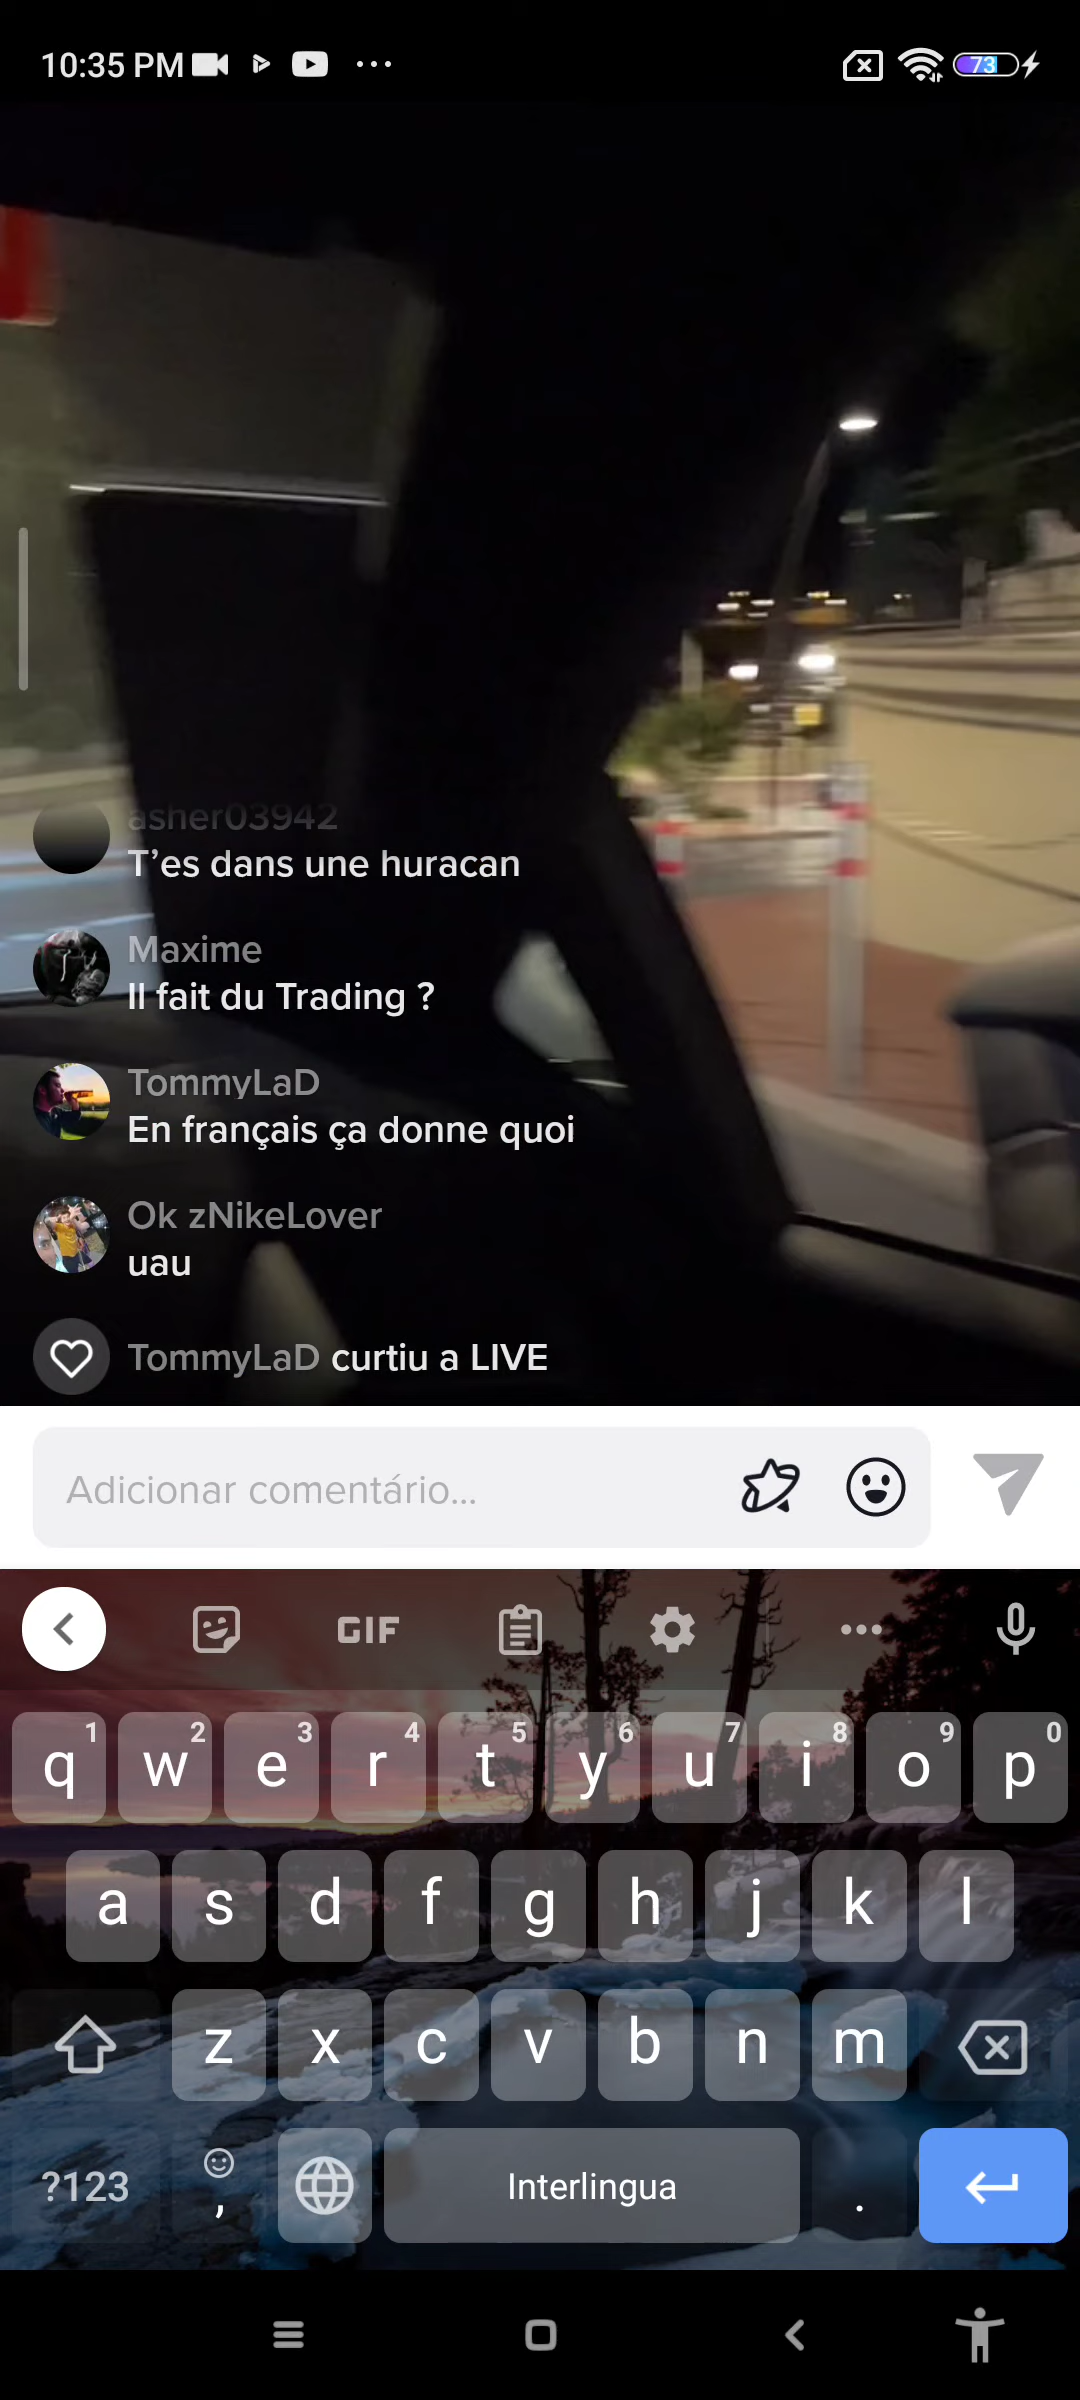 10:35 PM
73
asher03942
T’es dans une huracan
Maxime
Il fait du Trading ?
TommyLaD
En français ça donne quoi
Ok zNikeLover
uau
TommyLaD curtiu a LIVE
Adicionar comentário...
GIF
1 2 3 4 5 6 7 8 9 0
q w e r t y u i o p
a s d f g h j k l
z x c v b n m
?123 , Interlingua .